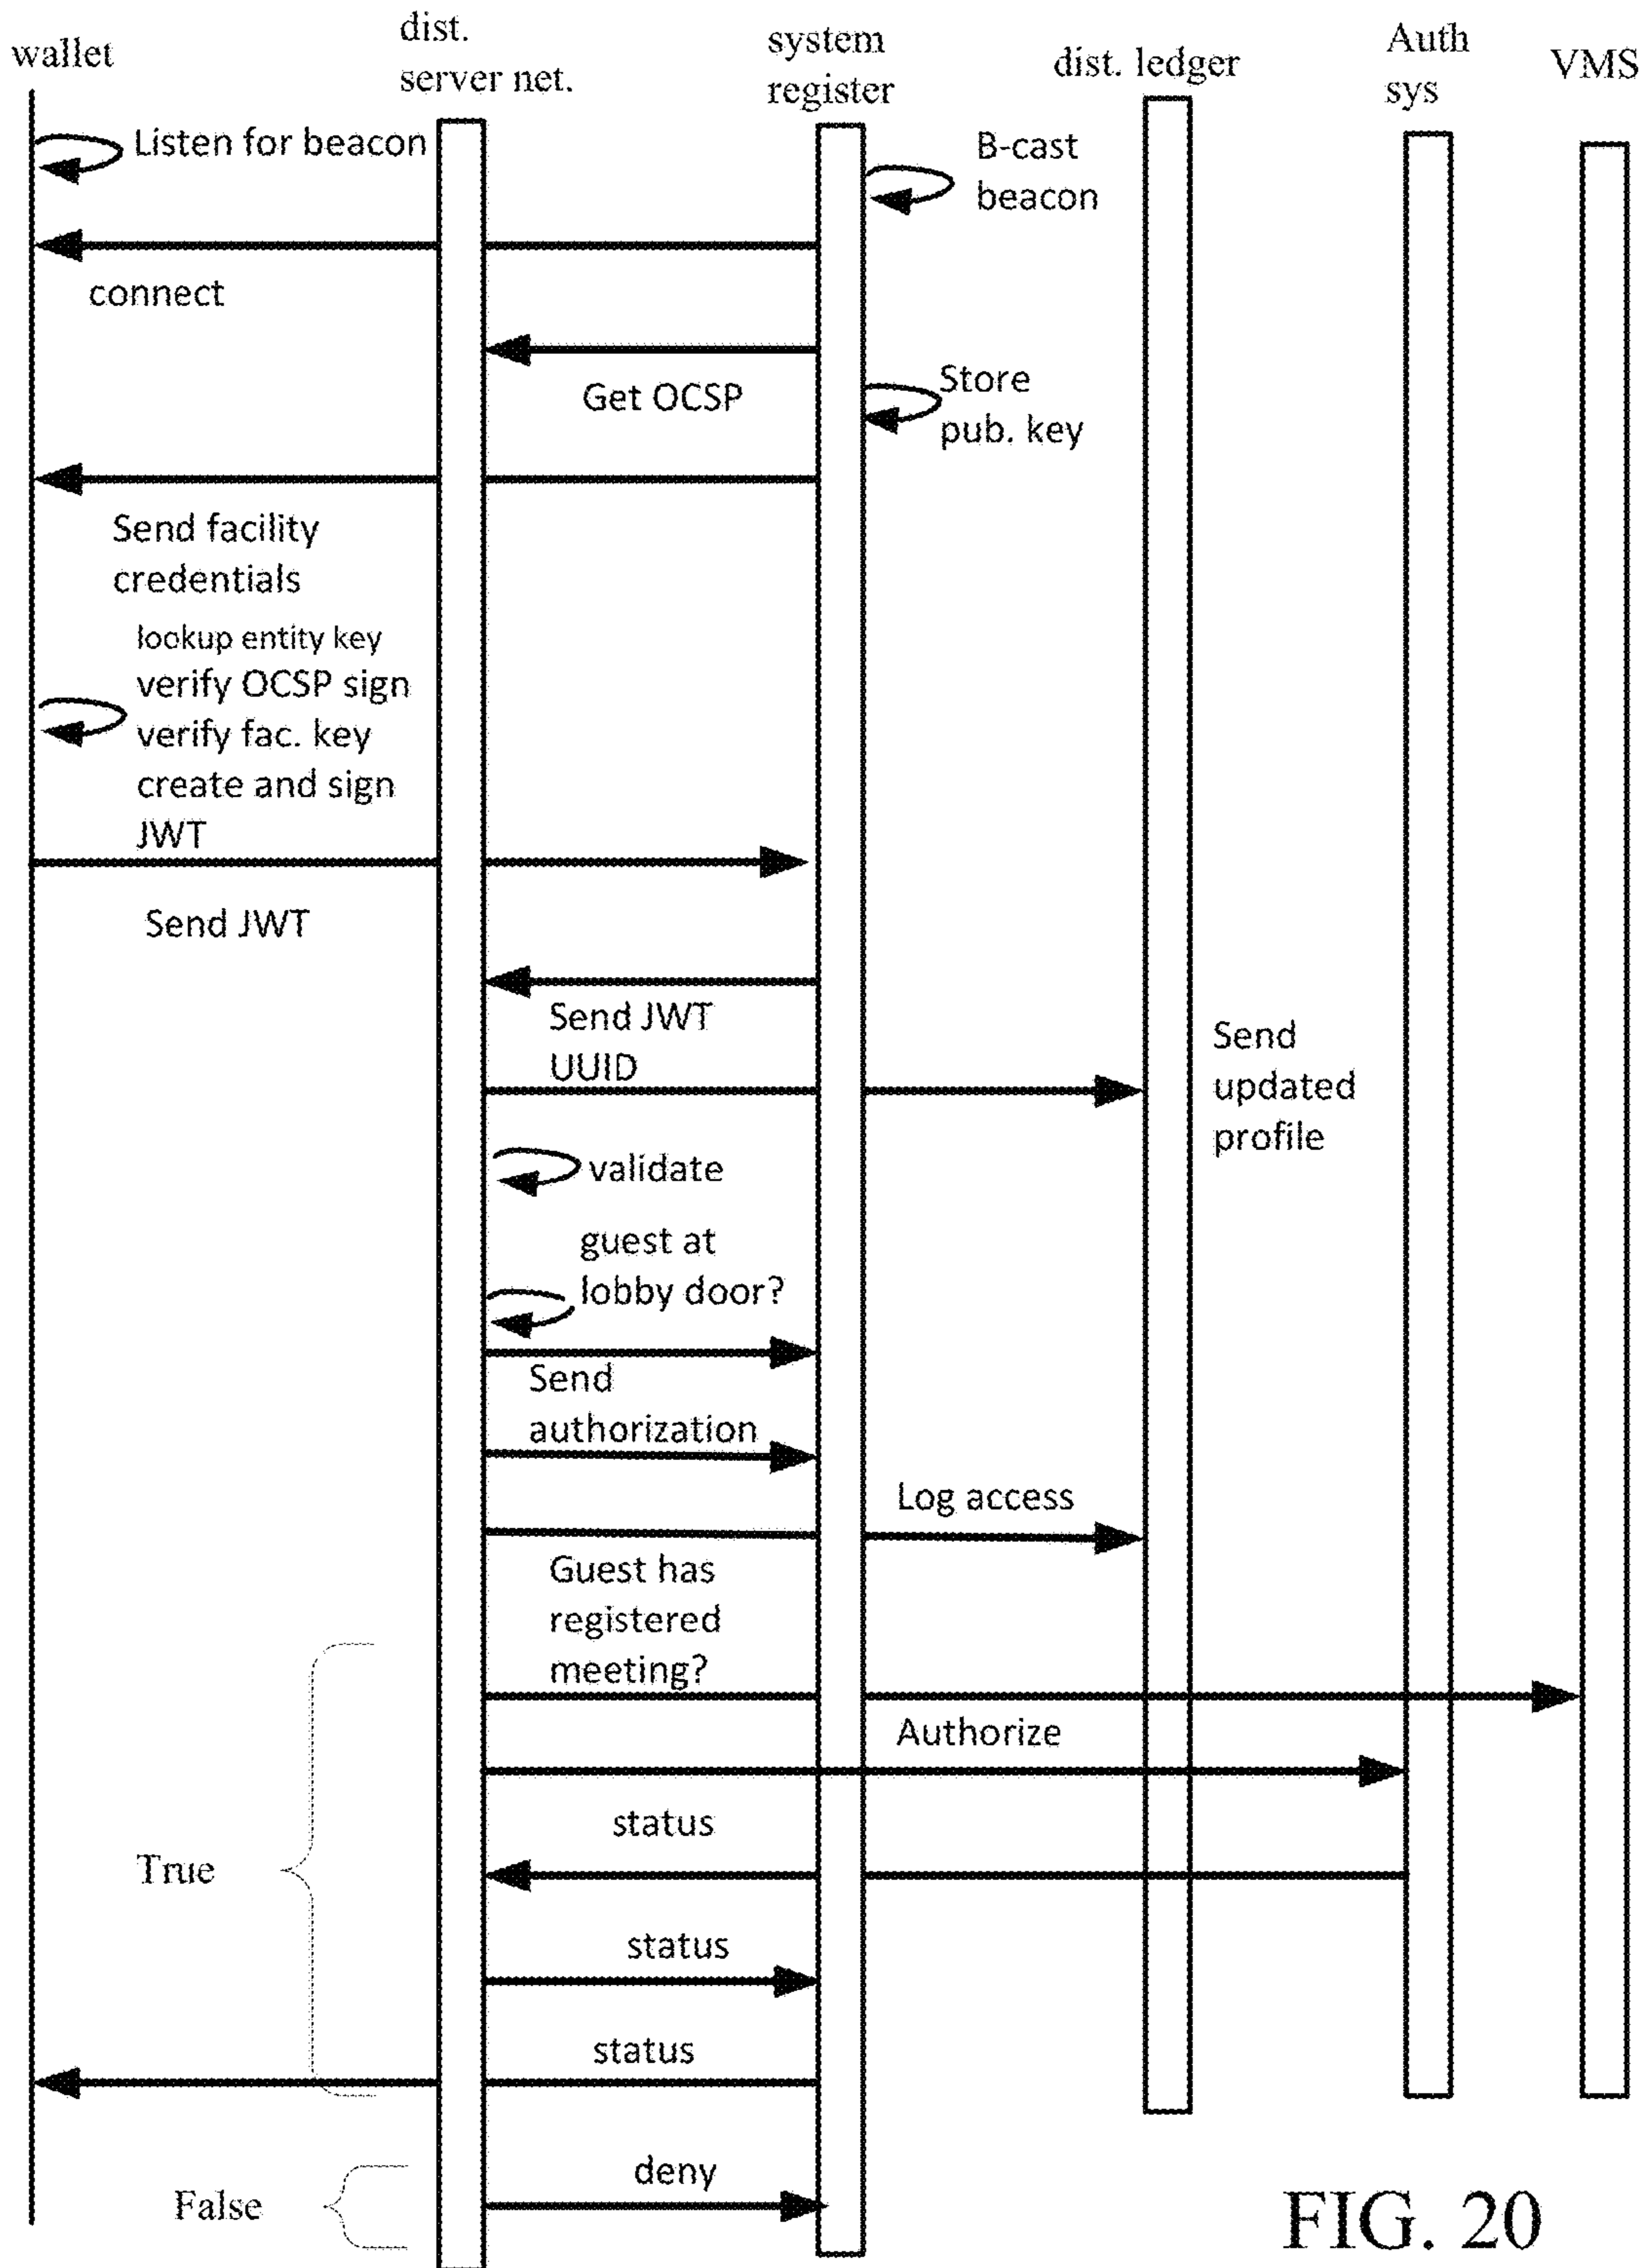 wallet
dist.
server net.
system
register
dist. ledger
Auth
sys
VMS
Listen for beacon
B-cast
beacon
connect
Get OCSP
Store
pub. key
Send facility
credentials
lookup entity key
verify OCSP sign
verify fac. key
create and sign
JWT
Send JWT
Send JWT
UUID
Send
updated
profile
validate
guest at
lobby door?
Send
authorization
Log access
Guest has
registered
meeting?
Authorize
status
True
status
status
deny
False
FIG. 20